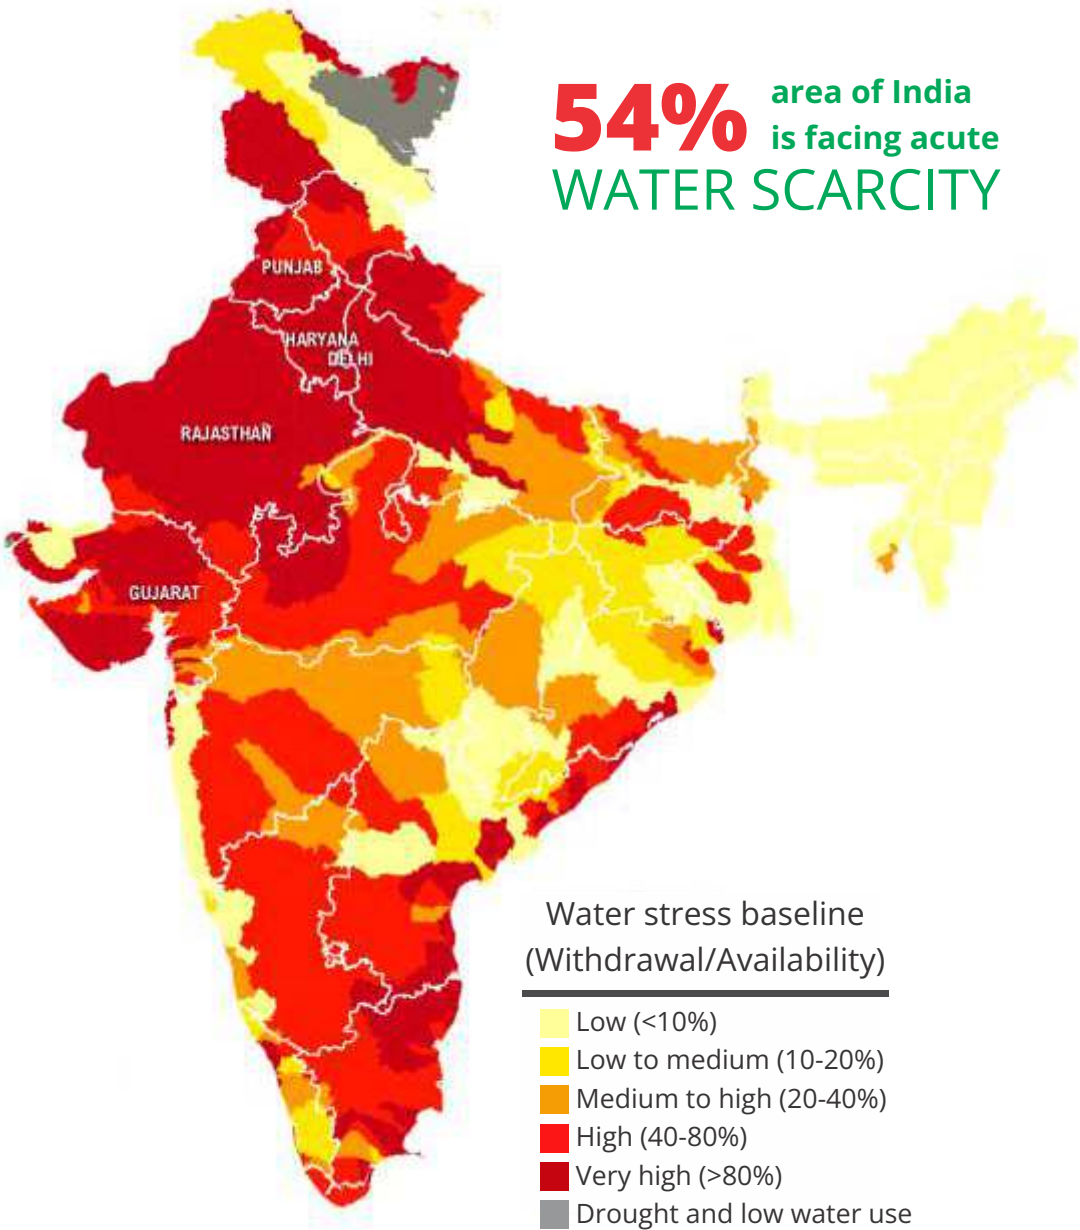 54%
area of India
is facing acute
WATER SCARCITY
PUNJAB
HARYANA
DELHI
RAJASTHAN
GUJARAT
Water stress baseline
(Withdrawal/Availability)
Low (<10%)
Low to medium (10-20%)
Medium to high (20-40%)
High (40-80%)
Very high (>80%)
Drought and low water use